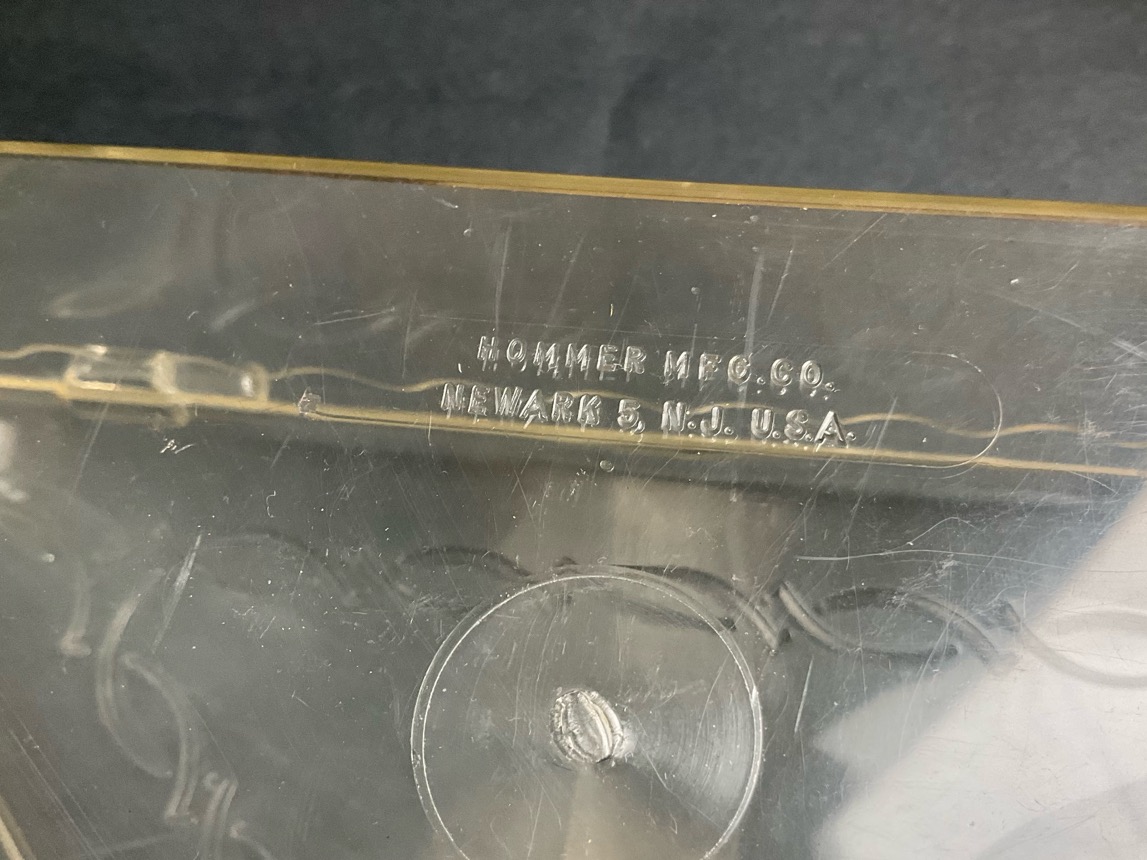 HOMMER MFG. CO.
NEWARK 5, N.J. U.S.A.